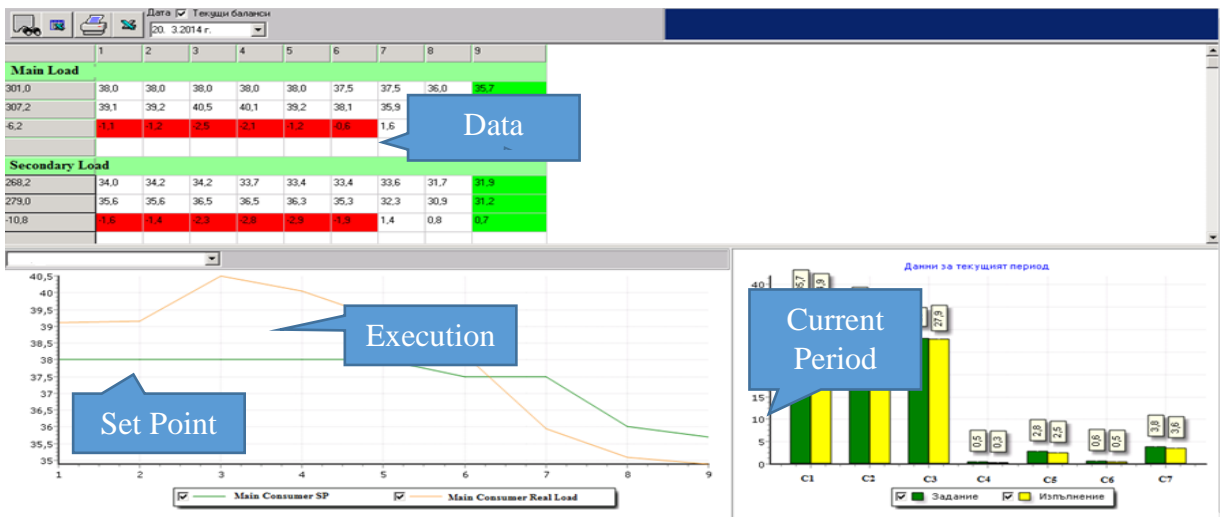 Дата Текущи баланси
20. 3.2014 г.
1 2 3 4 5 6 7 8 9
Main Load
301,0 38,0 38,0 38,0 38,0 38,0 37,5 37,5 36,0 35,7
307,2 39,1 39,2 40,5 40,1 39,2 38,1 35,9
-6,2 -1,1 -1,2 -2,5 -2,1 -1,2 -0,6 1,6
Data
Secondary Load
268,2 34,0 34,2 34,2 33,7 33,4 33,4 33,6 31,7 31,9
279,0 35,6 35,6 36,5 36,5 36,3 35,3 32,3 30,9 31,2
-10,8 -1,6 -1,4 -2,3 -2,8 -2,9 -1,9 1,4 0,8 0,7
40,5
40
39,5
39
38,5
38
37,5
37
36,5
36
35,5
35
Execution
Set Point
1 2 3 4 5 6 7 8 9
Main Consumer SP Main Consumer Real Load
Данни за текущият период
40
15
10
5
0
Current
Period
27,9
0,5 0,3
2,8 2,5
0,6 0,5
3,8 3,6
C1 C2 C3 C4 C5 C6 C7
Задание Изпълнение